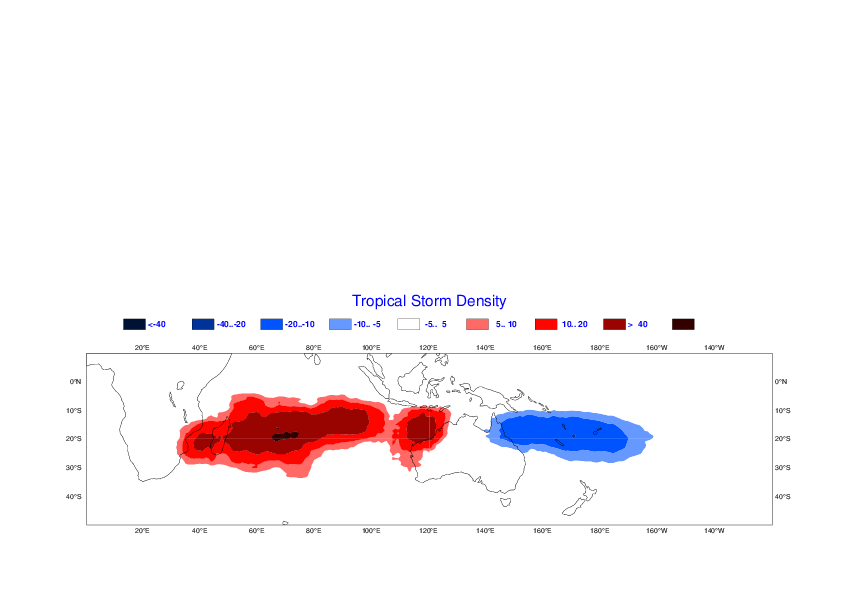 Tropical Storm Density
<-40 -40..-20 -20..-10 -10.. -5 -5.. 5 5.. 10 10.. 20 > 40
20°E 40°E 60°E 80°E 100°E 120°E 140°E 160°E 180°E 160°W 140°W
0°N 0°N
10°S 10°S
20°S 20°S
30°S 30°S
40°S 40°S
20°E 40°E 60°E 80°E 100°E 120°E 140°E 160°E 180°E 160°W 140°W